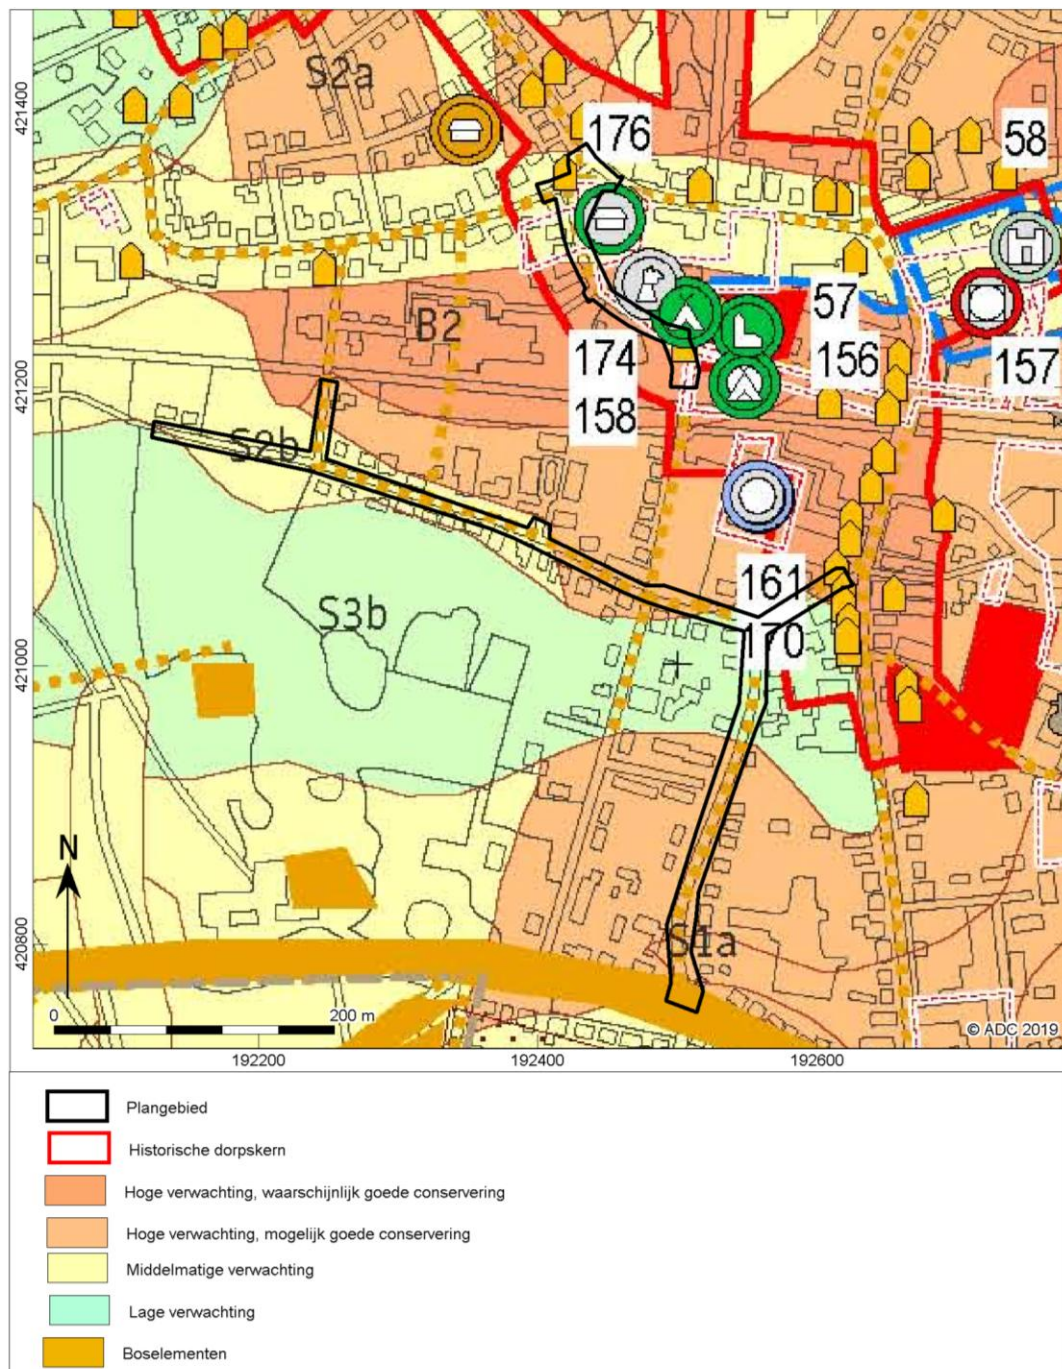 S2a
421400
176
58
B2
57
174
156
157
421200
158
S2b
S3b
161
170
421000
N
420800
S1a
0 200 m
© ADC 2019
192200 192400 192600
Plangebied
Historische dorpskern
Hoge verwachting, waarschijnlijk goede conservering
Hoge verwachting, mogelijk goede conservering
Middelmatige verwachting
Lage verwachting
Boselementen